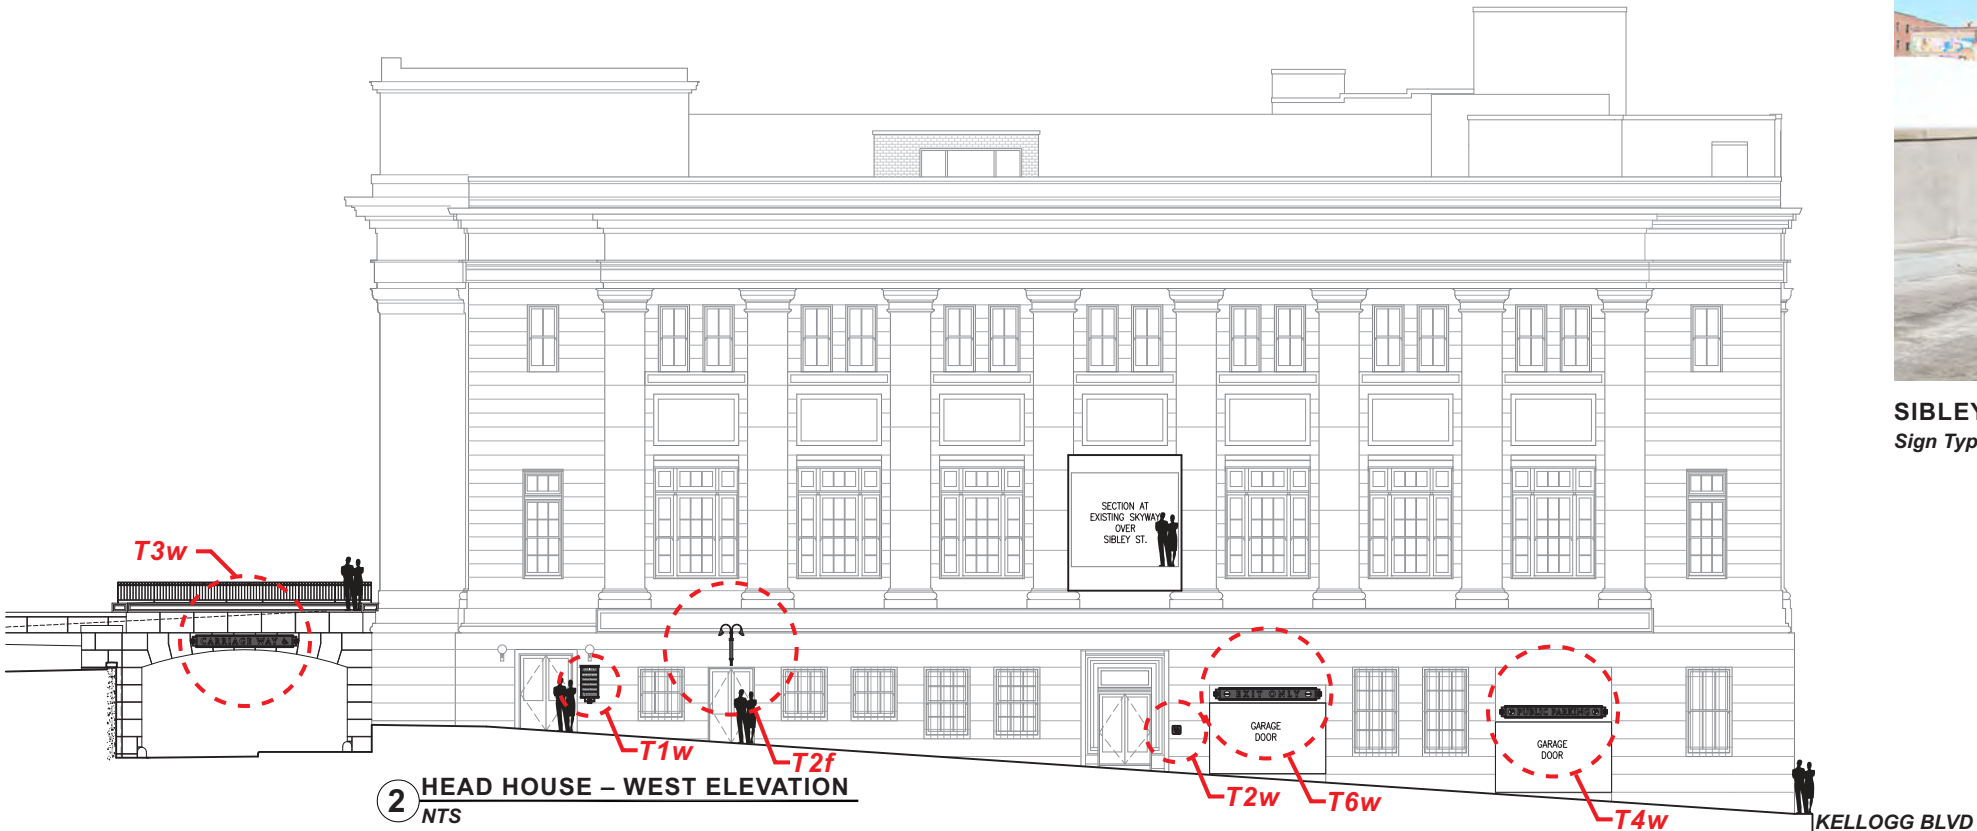 SIBLEY
Sign Typ
SECTION AT
EXISTING SKYWAY
OVER
SIBLEY ST.
T3w
CARRIAGE WAY A
EXIT ONLY
PUBLIC PARKING
GARAGE
DOOR
GARAGE
DOOR
T1w
T2f
T2w
T6w
T4w
2 HEAD HOUSE – WEST ELEVATION
NTS
KELLOGG BLVD